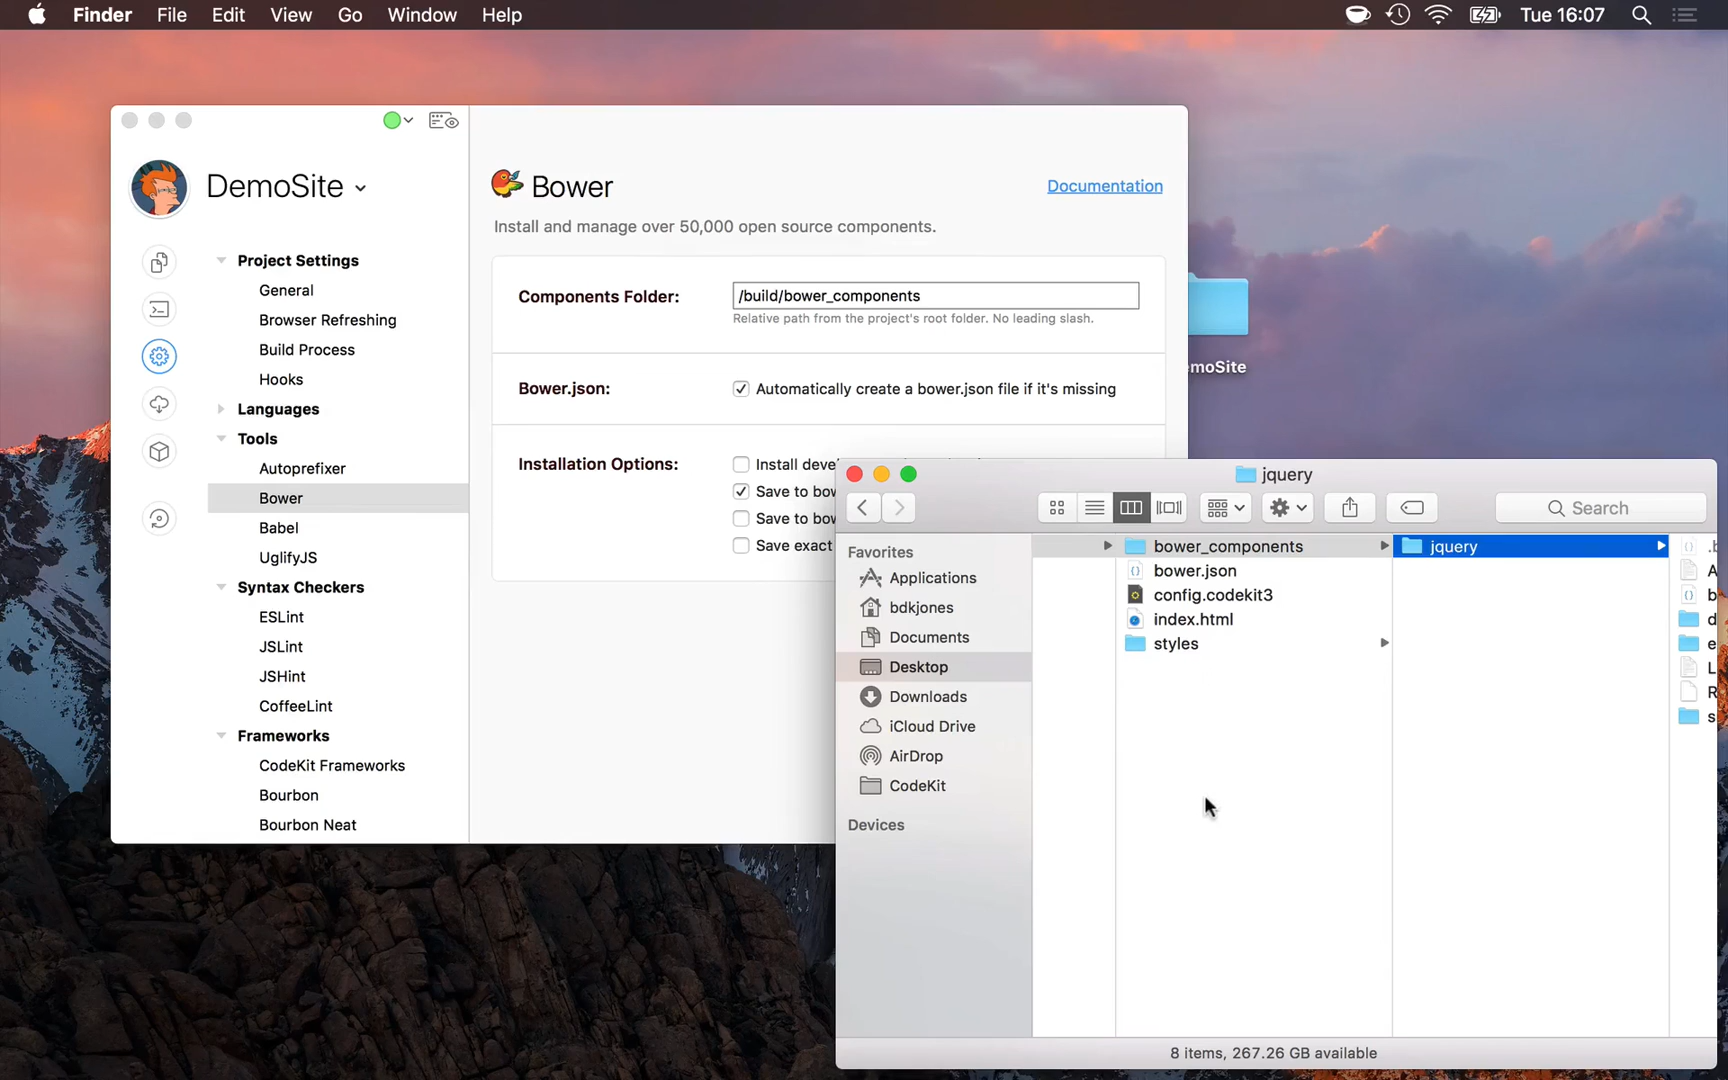 Finder File Edit View Go Window Help Tue 16:07
DemoSite
Project Settings
General
Browser Refreshing
Build Process
Hooks
Languages
Tools
Autoprefixer
Bower
Babel
UglifyJS
Syntax Checkers
ESLint
JSLint
JSHint
CoffeeLint
Frameworks
CodeKit Frameworks
Bourbon
Bourbon Neat
Bower
Documentation
Install and manage over 50,000 open source components.
Components Folder:
/build/bower_components
Relative path from the project's root folder. No leading slash.
Bower.json:
Automatically create a bower.json file if it's missing
Installation Options:
Install deve
Save to bow
Save to bow
Save exact
moSite
jquery
Search
Favorites
Applications
bdkjones
Documents
Desktop
Downloads
iCloud Drive
AirDrop
CodeKit
Devices
bower_components
bower.json
config.codekit3
index.html
styles
jquery
8 items, 267.26 GB available